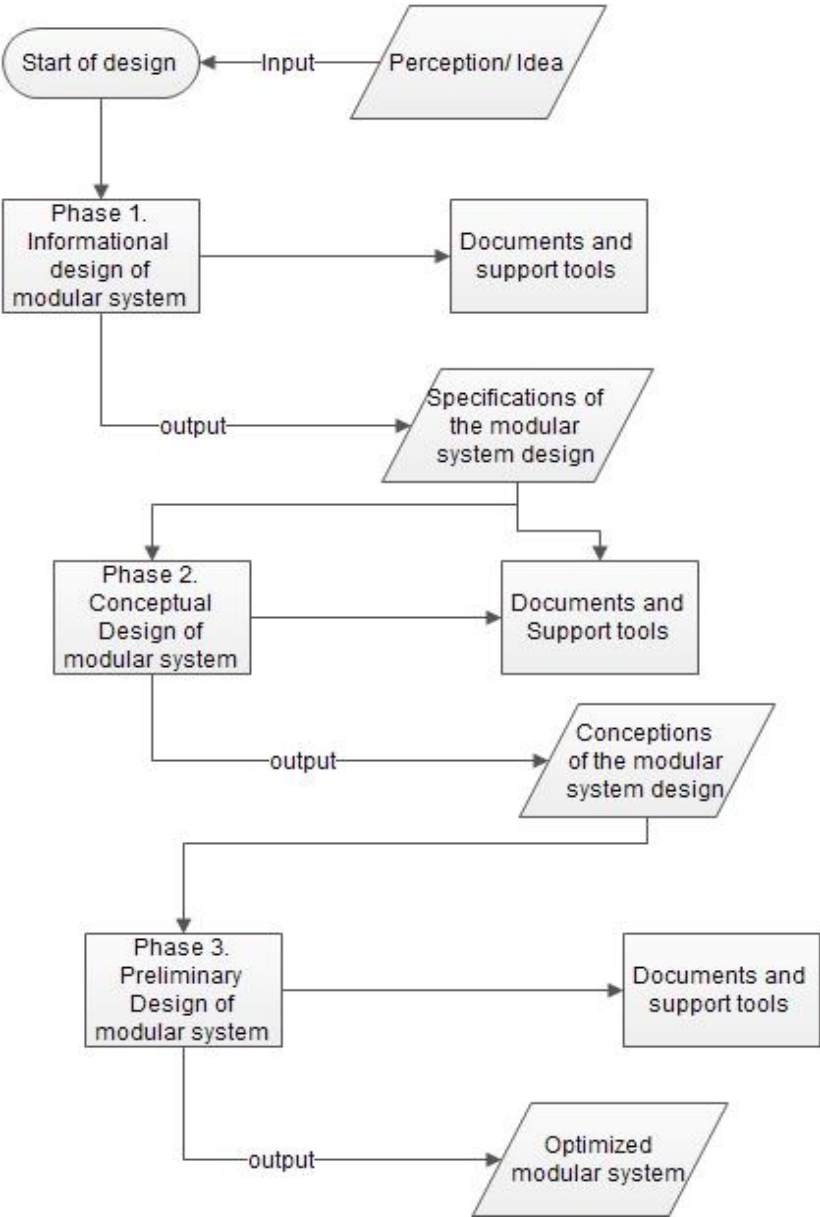 Start of design
Input
Perception/ Idea
Phase 1.
Informational
design of
modular system
Documents and
support tools
output
Specifications of
the modular
system design
Phase 2.
Conceptual
Design of
modular system
Documents and
Support tools
output
Conceptions
of the modular
system design
Phase 3.
Preliminary
Design of
modular system
Documents and
support tools
output
Optimized
modular system